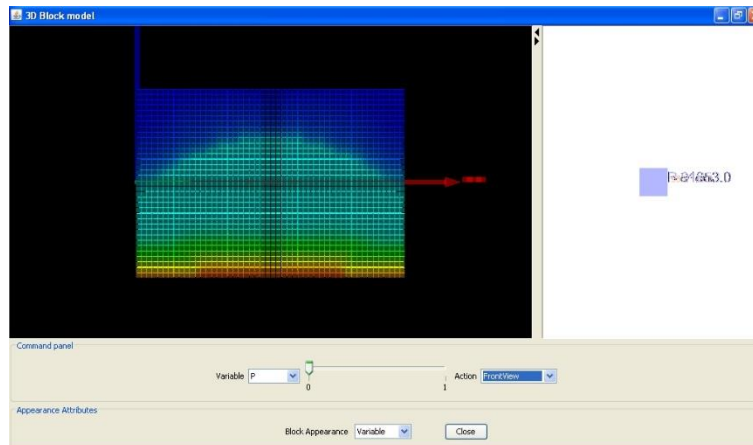 3D Block model
Command panel
Variable P
0
1
Action FrontView
Appearance Attributes
Block Appearance Variable
Close